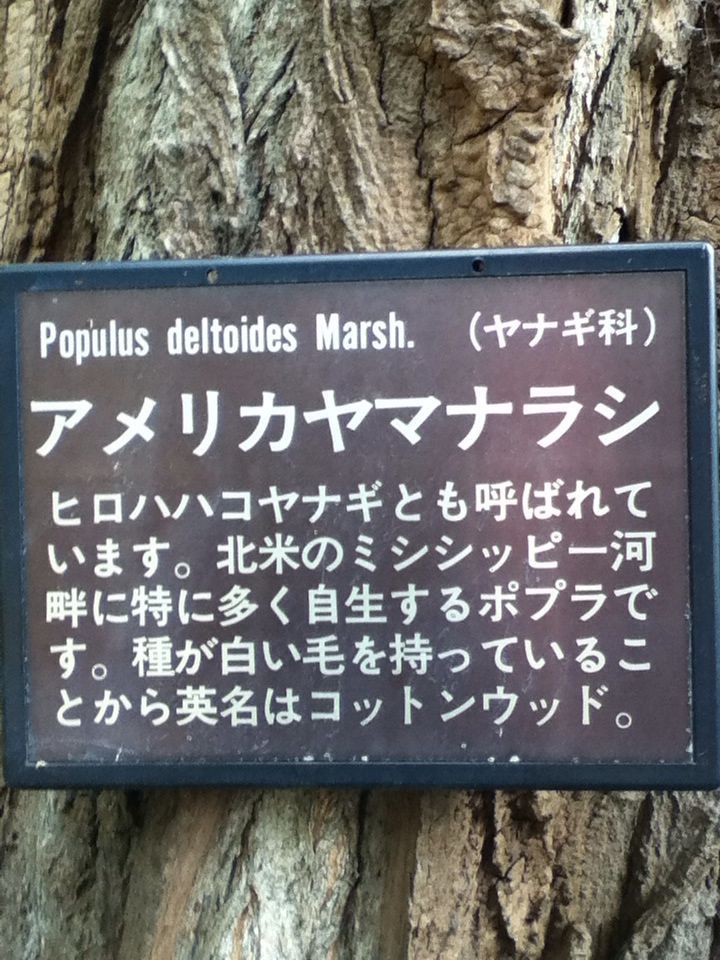 Populus deltoides Marsh. （ヤナギ科）
アメリカヤマナラシ
ヒロハハコヤナギとも呼ばれて
います。北米のミシシッピー河
畔に特に多く自生するポプラで
す。種が白い毛を持っているこ
とから英名はコットンウッド。